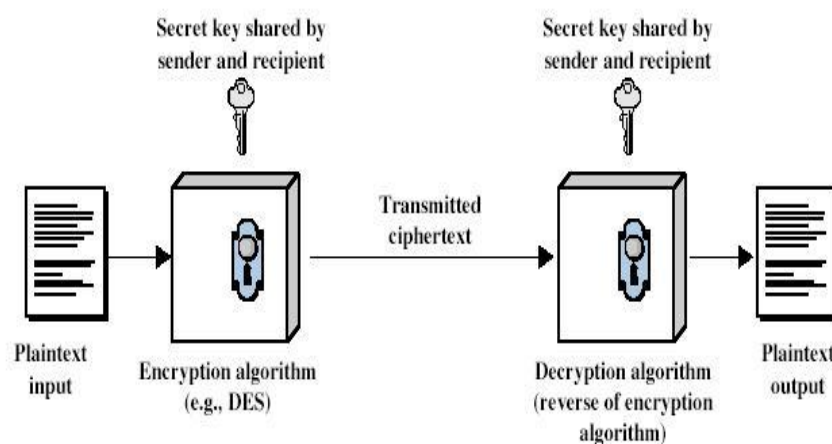 Secret key shared by
sender and recipient
Secret key shared by
sender and recipient
Transmitted
ciphertext
Plaintext
input
Encryption algorithm
(e.g., DES)
Decryption algorithm
(reverse of encryption
algorithm)
Plaintext
output